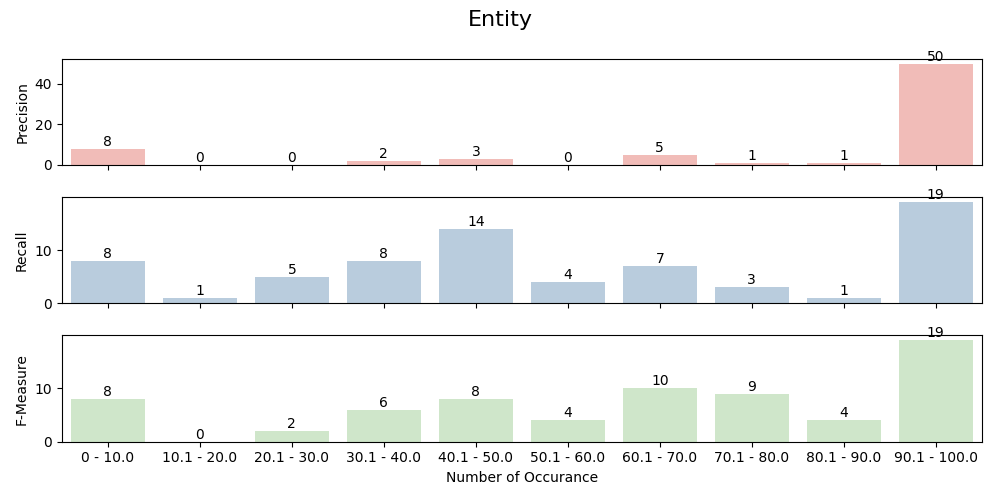 Entity
Precision
40
20
0
8 0 0 2 3 0 5 1 1 50
Recall
10
0
8 1 5 8 14 4 7 3 1 19
F-Measure
10
0
8 0 2 6 8 4 10 9 4 19
0 - 10.0 10.1 - 20.0 20.1 - 30.0 30.1 - 40.0 40.1 - 50.0 50.1 - 60.0 60.1 - 70.0 70.1 - 80.0 80.1 - 90.0 90.1 - 100.0
Number of Occurance